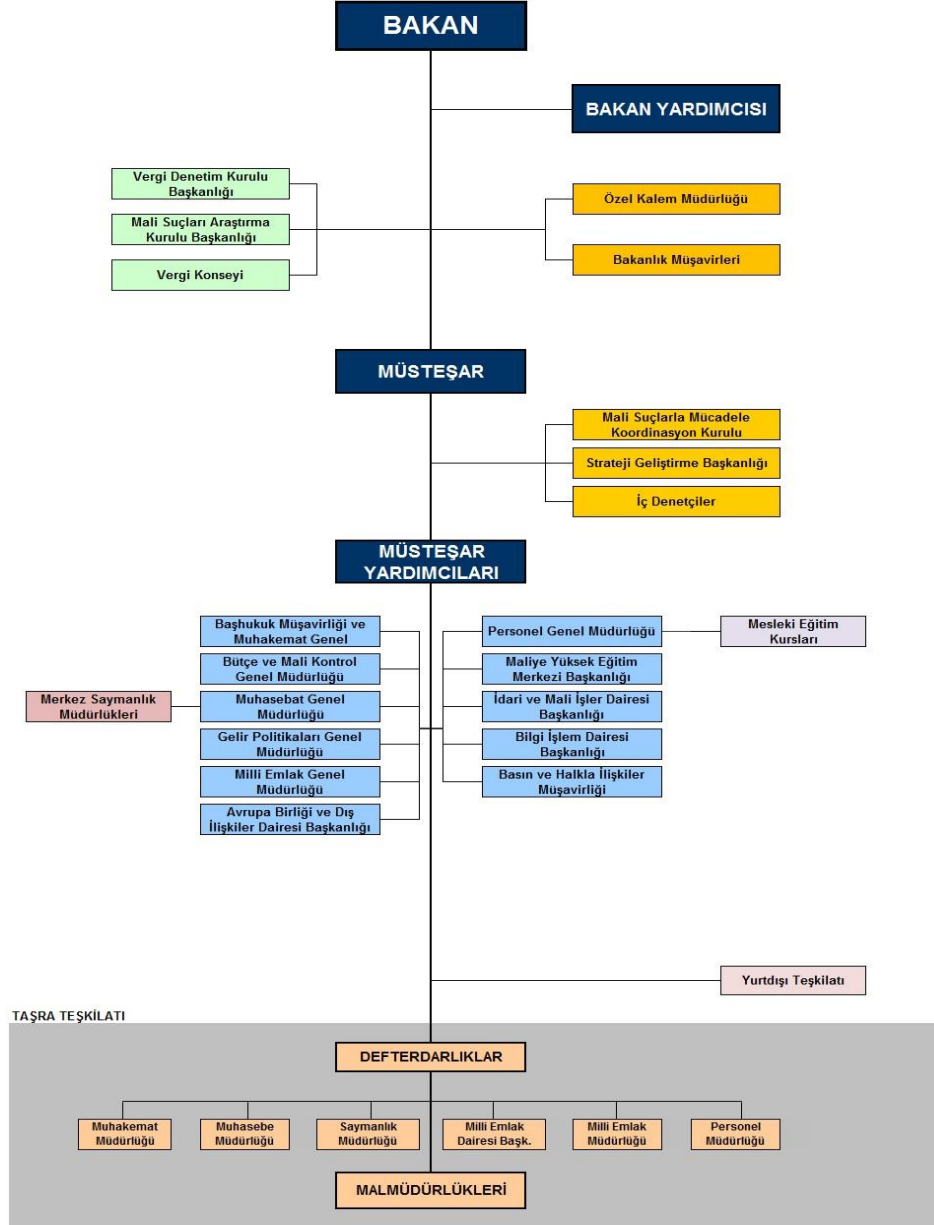 BAKAN
BAKAN YARDIMCISI
Vergi Denetim Kurulu
Başkanlığı
Özel Kalem Müdürlüğü
Mali Suçları Araştırma
Kurulu Başkanlığı
Bakanlık Müşavirleri
Vergi Konseyi
MÜSTEŞAR
Mali Suçlarla Mücadele
Koordinasyon Kurulu
Strateji Geliştirme Başkanlığı
İç Denetçiler
MÜSTEŞAR
YARDIMCILARI
Başhukuk Müşavirliği ve
Muhakemat Genel
Personel Genel Müdürlüğü
Mesleki Eğitim
Kursları
Bütçe ve Mali Kontrol
Genel Müdürlüğü
Maliye Yüksek Eğitim
Merkezi Başkanlığı
Merkez Saymanlık
Müdürlükleri
Muhasebat Genel
Müdürlüğü
İdari ve Mali İşler Dairesi
Başkanlığı
Gelir Politikaları Genel
Müdürlüğü
Bilgi İşlem Dairesi
Başkanlığı
Milli Emlak Genel
Müdürlüğü
Basın ve Halkla İlişkiler
Müşavirliği
Avrupa Birliği ve Dış
İlişkiler Dairesi Başkanlığı
Yurtdışı Teşkilatı
TAŞRA TEŞKİLATI
DEFTERDARLIKLAR
Muhakemat
Müdürlüğü
Muhasebe
Müdürlüğü
Saymanlık
Müdürlüğü
Milli Emlak
Dairesi Başk.
Milli Emlak
Müdürlüğü
Personel
Müdürlüğü
MALMÜDÜRLÜKLERİ